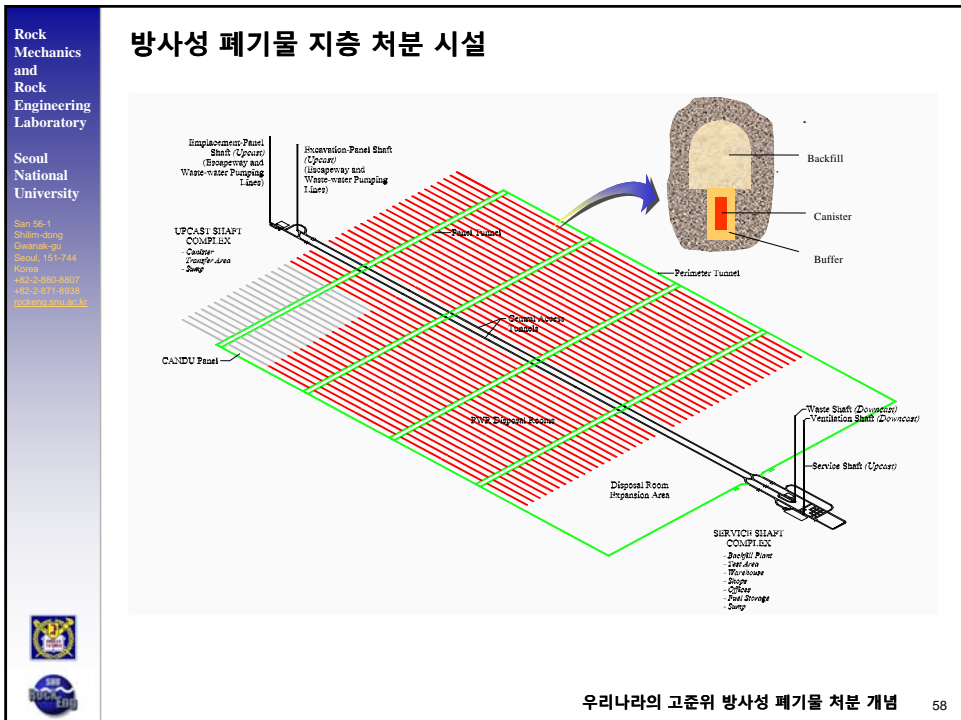 Rock
Mechanics
and
Rock
Engineering
Laboratory
Seoul
National
University
San 56-1
Shilim-dong
Gwanak-gu
Seoul, 151-744
Korea
+82-2-880-8807
+82-2-871-8938
rockeng.snu.ac.kr
방사성 폐기물 지층 처분 시설
Emplacement-Panel
Shaft (Upcast)
(Escapeway and
Waste-water Pumping
Lines)
Excavation-Panel Shaft
(Upcast)
(Escapeway and
Waste-water Pumping
Lines)
UPCAST SHAFT
COMPLEX
- Canister
Transfer Area
- Sump
Panel Tunnel
Backfill
Canister
Buffer
Perimeter Tunnel
Central Access
Tunnels
CANDU Panel
PWR Disposal Rooms
Waste Shaft (Downcast)
Ventilation Shaft (Downcast)
Service Shaft (Upcast)
Disposal Room
Expansion Area
SERVICE SHAFT
COMPLEX
- Backfill Plant
- Test Area
- Warehouse
- Shops
- Offices
- Fuel Storage
- Sump
SNU
Rock Eng
우리나라의 고준위 방사성 폐기물 처분 개념
58